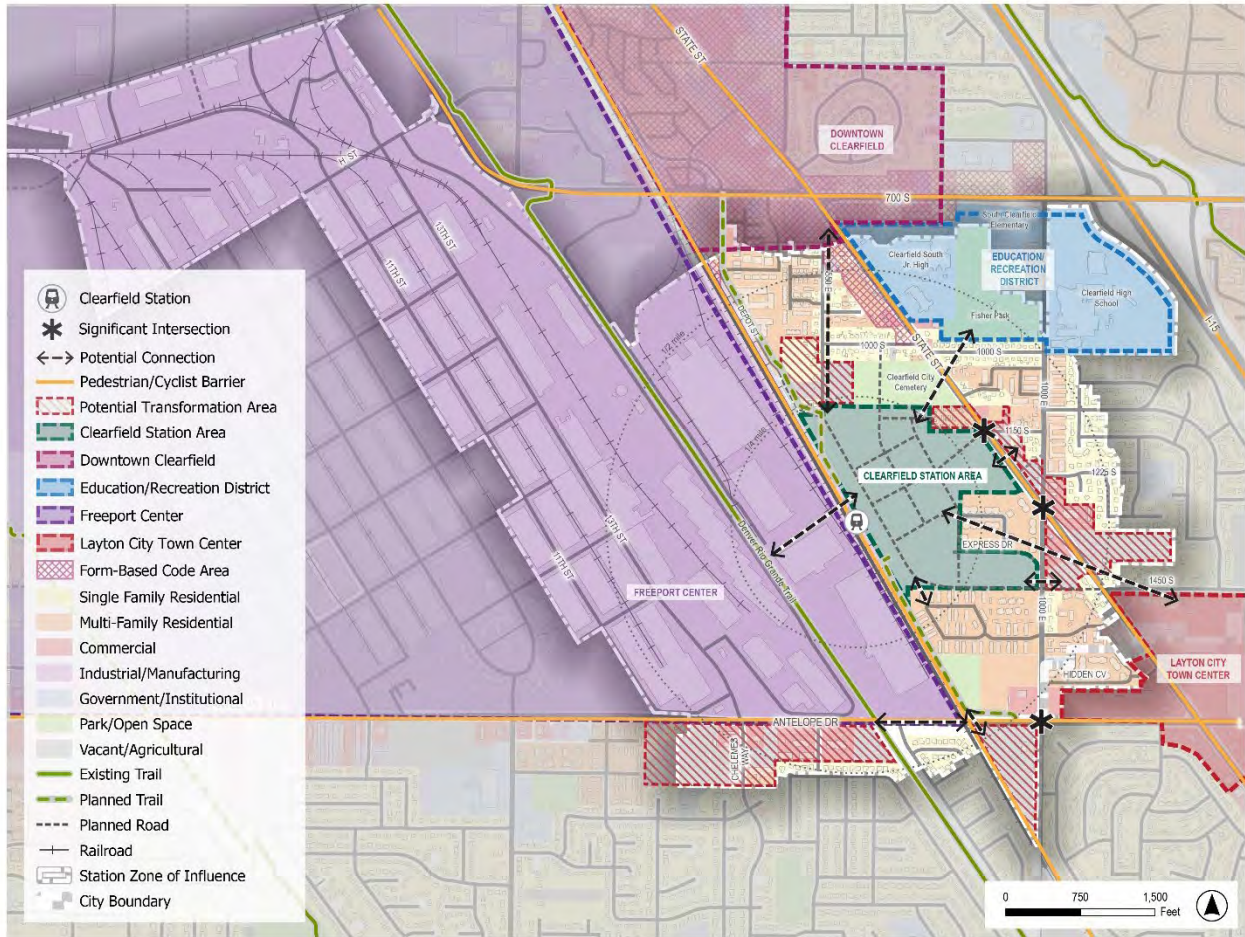 STATE ST
DOWNTOWN
CLEARFIELD
700 S
H ST
13TH ST
11TH ST
South Clearfield
Elementary
Clearfield South
Jr. High
EDUCATION/
RECREATION
DISTRICT
Clearfield High
School
Fisher Park
I-15
550 E
DEPOT ST
STATE ST
1000 S
1000 S
1000 E
1/2 mile
Clearfield City
Cemetery
1150 S
1/4 mile
CLEARFIELD STATION AREA
1225 S
EXPRESS DR
13TH ST
11TH ST
Denver Rio Grande Trail
FREEPORT CENTER
1450 S
1000 E
HIDDEN CV
LAYTON CITY
TOWN CENTER
ANTELOPE DR
CHELEMES
WAY
Clearfield Station
Significant Intersection
Potential Connection
Pedestrian/Cyclist Barrier
Potential Transformation Area
Clearfield Station Area
Downtown Clearfield
Education/Recreation District
Freeport Center
Layton City Town Center
Form-Based Code Area
Single Family Residential
Multi-Family Residential
Commercial
Industrial/Manufacturing
Government/Institutional
Park/Open Space
Vacant/Agricultural
Existing Trail
Planned Trail
Planned Road
Railroad
Station Zone of Influence
City Boundary
0 750 1,500
Feet